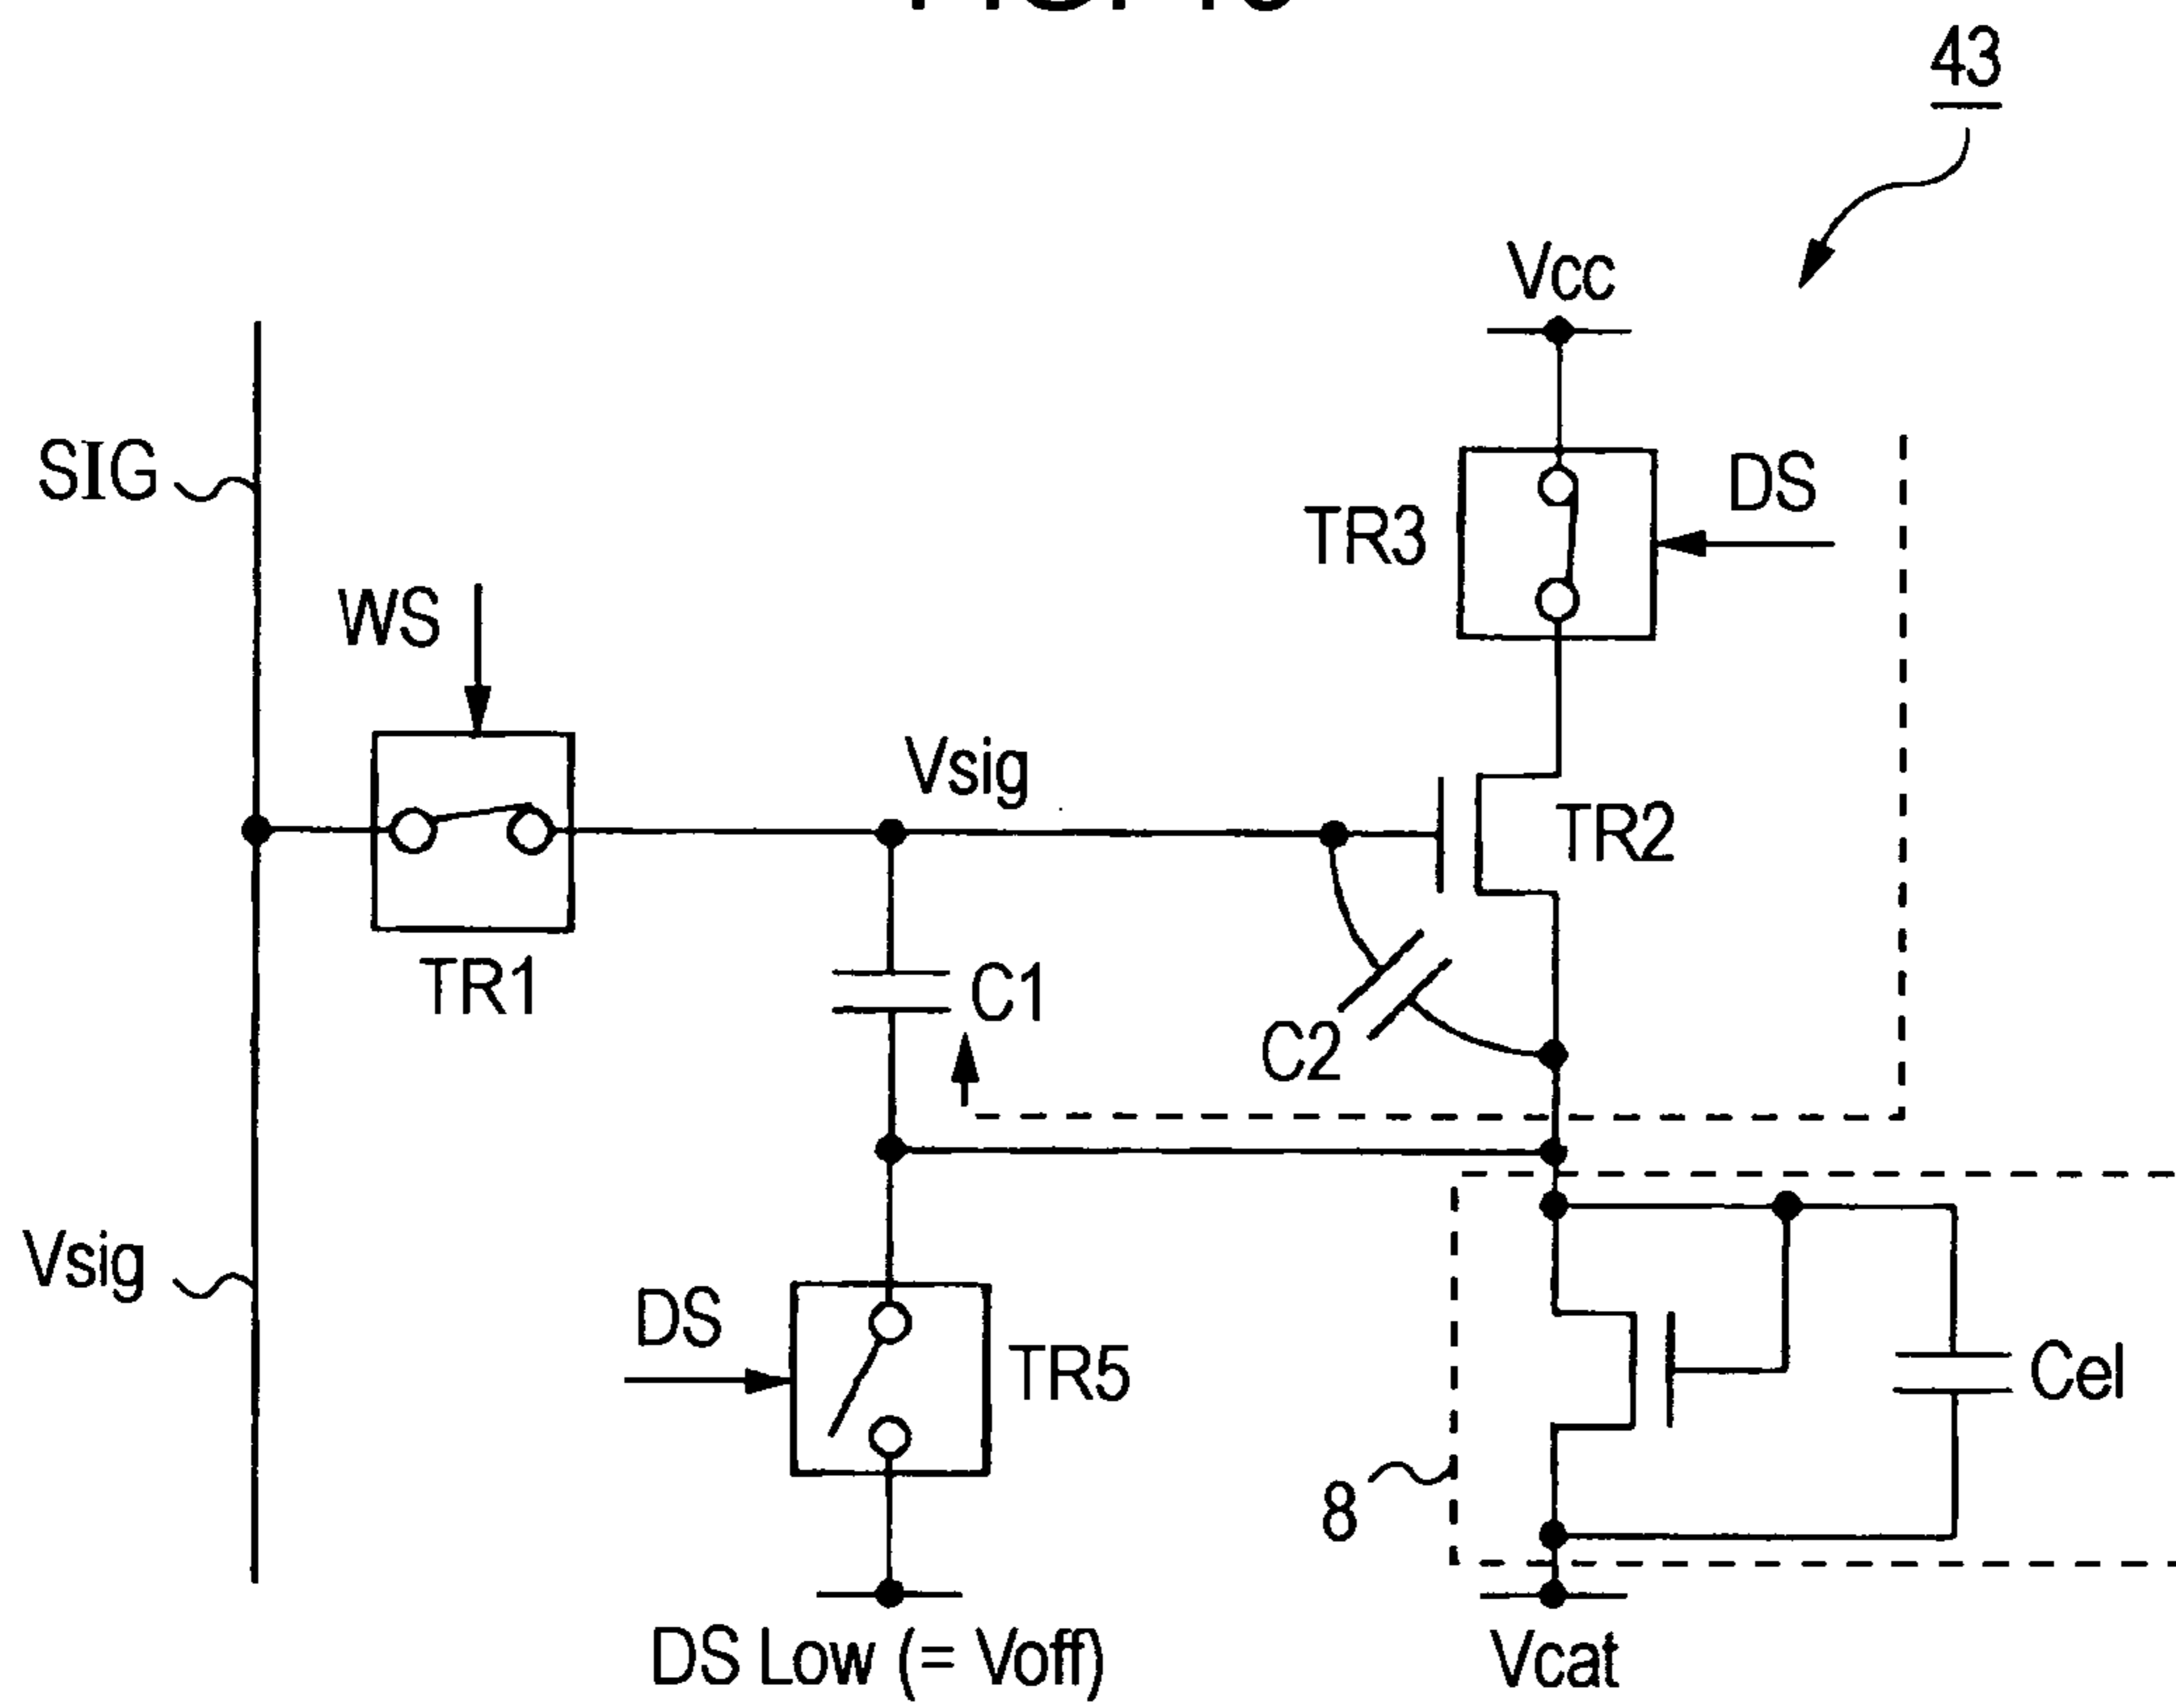 43
Vcc
SIG
DS
TR3
WS
Vsig
TR2
TR1
C1
C2
Vsig
DS
TR5
Cel
8
DS Low (= Voff)
Vcat